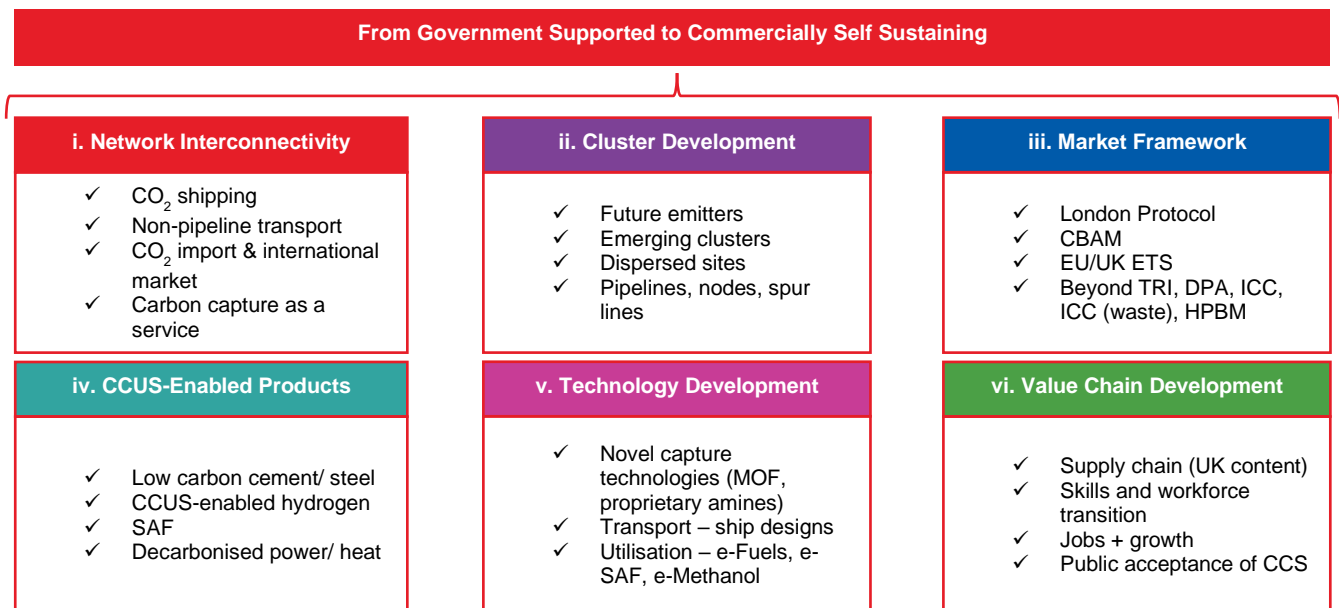 From Government Supported to Commercially Self Sustaining
i. Network Interconnectivity
✓ CO₂ shipping
✓ Non-pipeline transport
✓ CO₂ import & international
market
✓ Carbon capture as a
service
ii. Cluster Development
✓ Future emitters
✓ Emerging clusters
✓ Dispersed sites
✓ Pipelines, nodes, spur
lines
iii. Market Framework
✓ London Protocol
✓ CBAM
✓ EU/UK ETS
✓ Beyond TRI, DPA, ICC,
ICC (waste), HPBM
iv. CCUS-Enabled Products
✓ Low carbon cement/ steel
✓ CCUS-enabled hydrogen
✓ SAF
✓ Decarbonised power/ heat
v. Technology Development
✓ Novel capture
technologies (MOF,
proprietary amines)
✓ Transport – ship designs
✓ Utilisation – e-Fuels, e-
SAF, e-Methanol
vi. Value Chain Development
✓ Supply chain (UK content)
✓ Skills and workforce
transition
✓ Jobs + growth
✓ Public acceptance of CCS